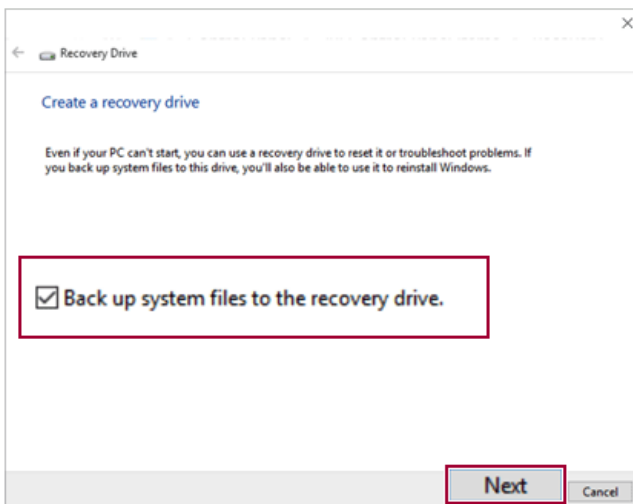 Recovery Drive
Create a recovery drive
Even if your PC can't start, you can use a recovery drive to reset it or troubleshoot problems. If
you back up system files to this drive, you'll also be able to use it to reinstall Windows.
Back up system files to the recovery drive.
Next
Cancel